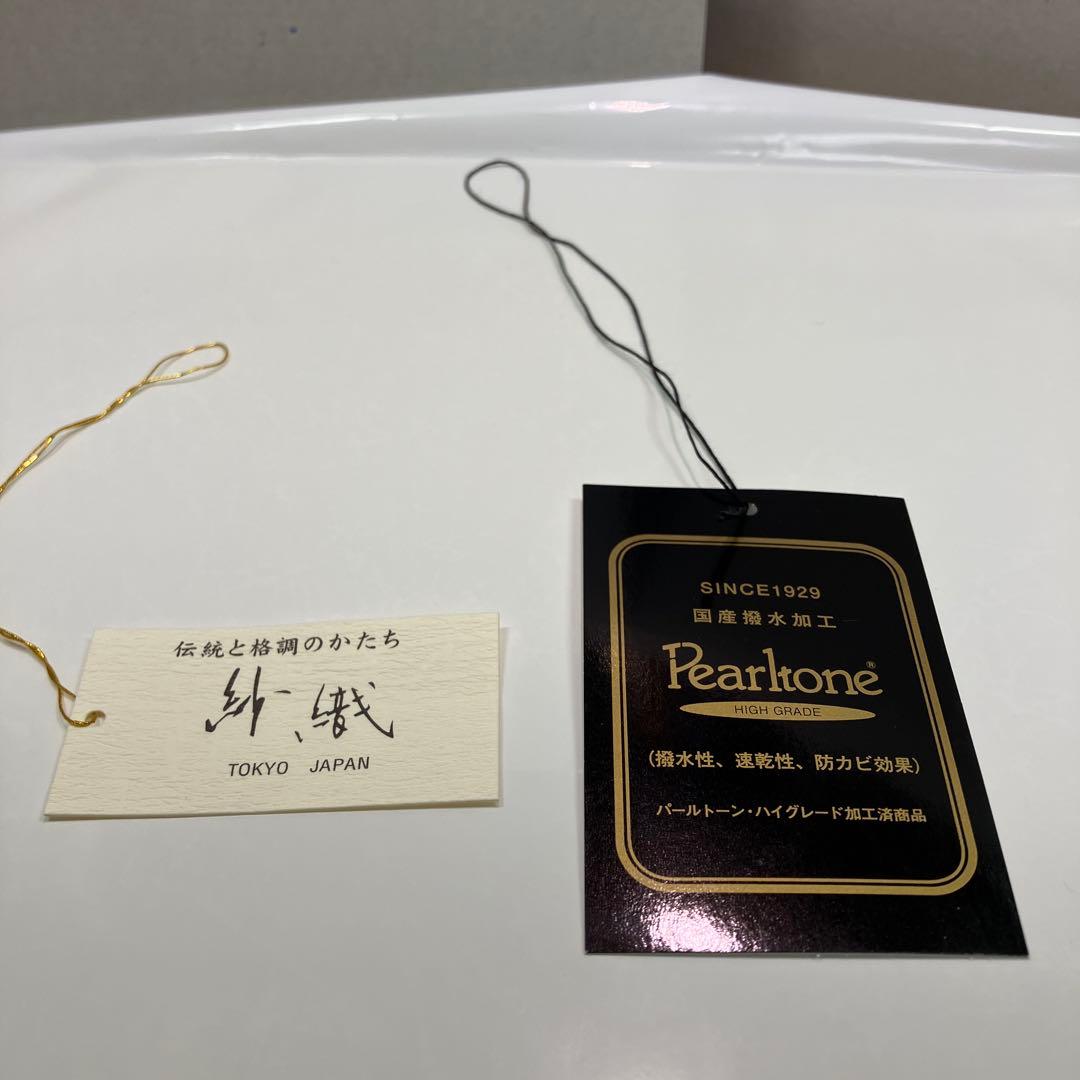 伝統と格調のかたち
紗織
TOKYO JAPAN
SINCE1929
国産撥水加工
Pearltone®
HIGH GRADE
(撥水性、速乾性、防カビ効果)
パールトーン・ハイグレード加工済商品